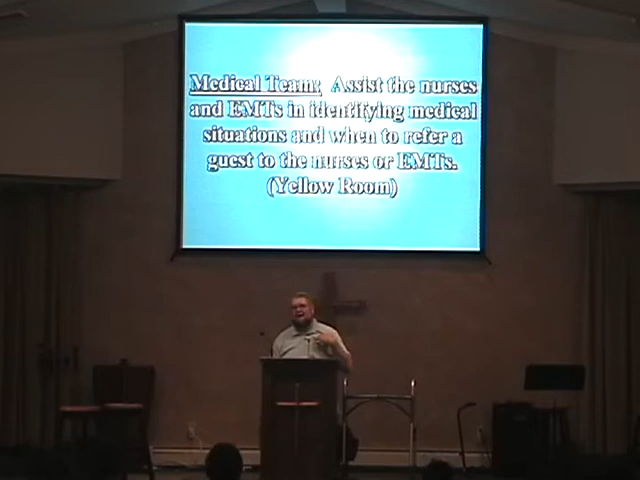 Medical Team: Assist the nurses
and EMTs in identifying medical
situations and when to refer a
guest to the nurses or EMTs.
(Yellow Room)